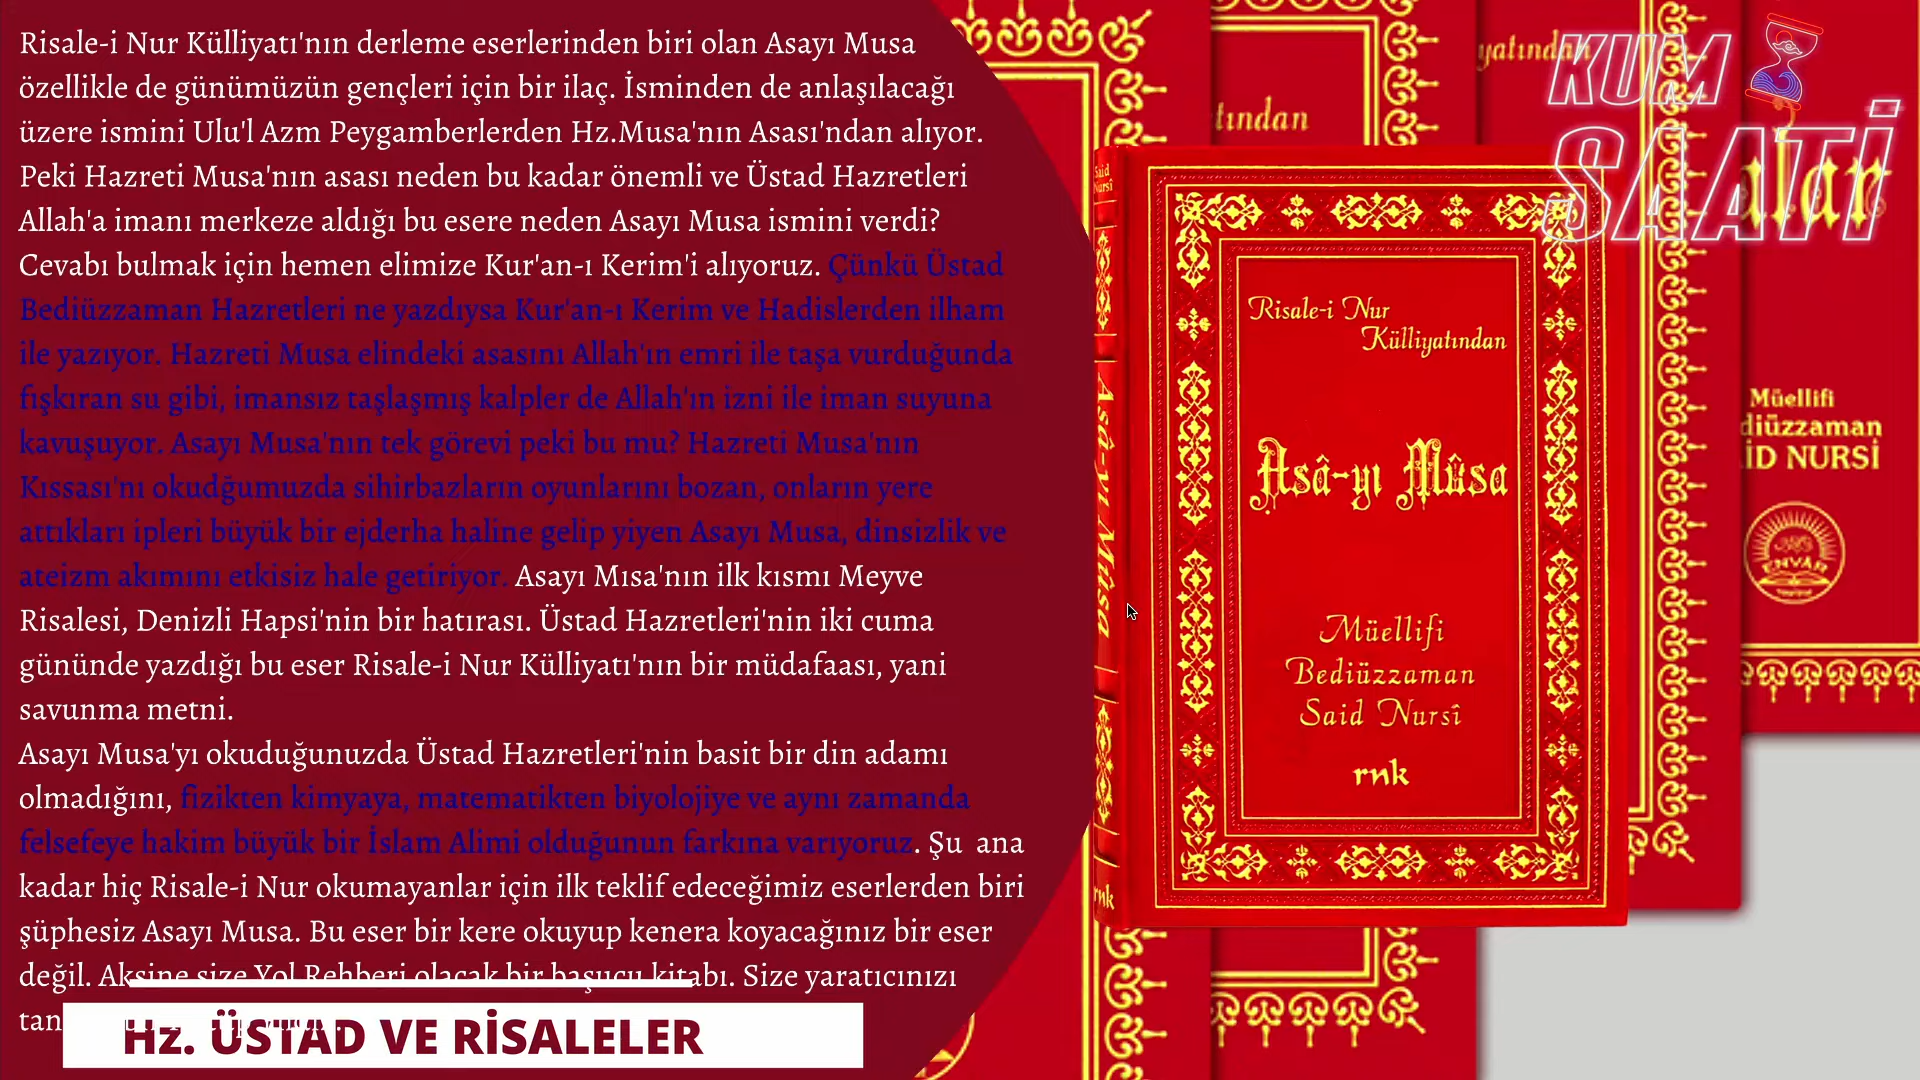 Risale-i Nur Külliyatı'nın derleme eserlerinden biri olan Asayı Musa
özellikle de günümüzün gençleri için bir ilaç. İsminden de anlaşılacağı
üzere ismini Ulu'l Azm Peygamberlerden Hz.Musa'nın Asası'ndan alıyor.
Peki Hazreti Musa'nın asası neden bu kadar önemli ve Üstad Hazretleri
Allah'a imanı merkeze aldığı bu esere neden Asayı Musa ismini verdi?
Cevabı bulmak için hemen elimize Kur'an-ı Kerim'i alıyoruz. Çünkü Üstad
Bediüzzaman Hazretleri ne yazdıysa Kur'an-ı Kerim ve Hadislerden ilham
ile yazıyor. Hazreti Musa elindeki asasını Allah'ın emri ile taşa vurduğunda
fışkıran su gibi, imansız taşlaşmış kalpler de Allah'ın izni ile iman suyuna
kavuşuyor. Asayı Musa'nın tek görevi peki bu mu? Hazreti Musa'nın
Kıssası'nı okudğumuzda sihirbazların oyunlarını bozan, onların yere
attıkları ipleri büyük bir ejderha haline gelip yiyen Asayı Musa, dinsizlik ve
ateizm akımını etkisiz hale getiriyor. Asayı Mısa'nın ilk kısmı Meyve
Risalesi, Denizli Hapsi'nin bir hatırası. Üstad Hazretleri'nin iki cuma
gününde yazdığı bu eser Risale-i Nur Külliyatı'nın bir müdafaası, yani
savunma metni.
Asayı Musa'yı okuduğunuzda Üstad Hazretleri'nin basit bir din adamı
olmadığını, fizikten kimyaya, matematikten biyolojiye ve aynı zamanda
felsefeye hakim büyük bir İslam Alimi olduğunun farkına varıyoruz. Şu ana
kadar hiç Risale-i Nur okumayanlar için ilk teklif edeceğimiz eserlerden biri
şüphesiz Asayı Musa. Bu eser bir kere okuyup kenera koyacağınız bir eser
değil. Aksine size Yol Rehberi olacak bir başucu kitabı. Size yaratıcınızı
Hz. ÜSTAD VE RİSALELER
KUM
SAATİ
yatından
tından
alar
Said
Nursî
Asâ-yı Mûsa
rnk
Risale-i Nur
Külliyatından
Asâ-yı Mûsa
Müellifi
Bediüzzaman
Said Nursî
rnk
Müellifi
diüzzaman
İD NURSİ
ENVAR